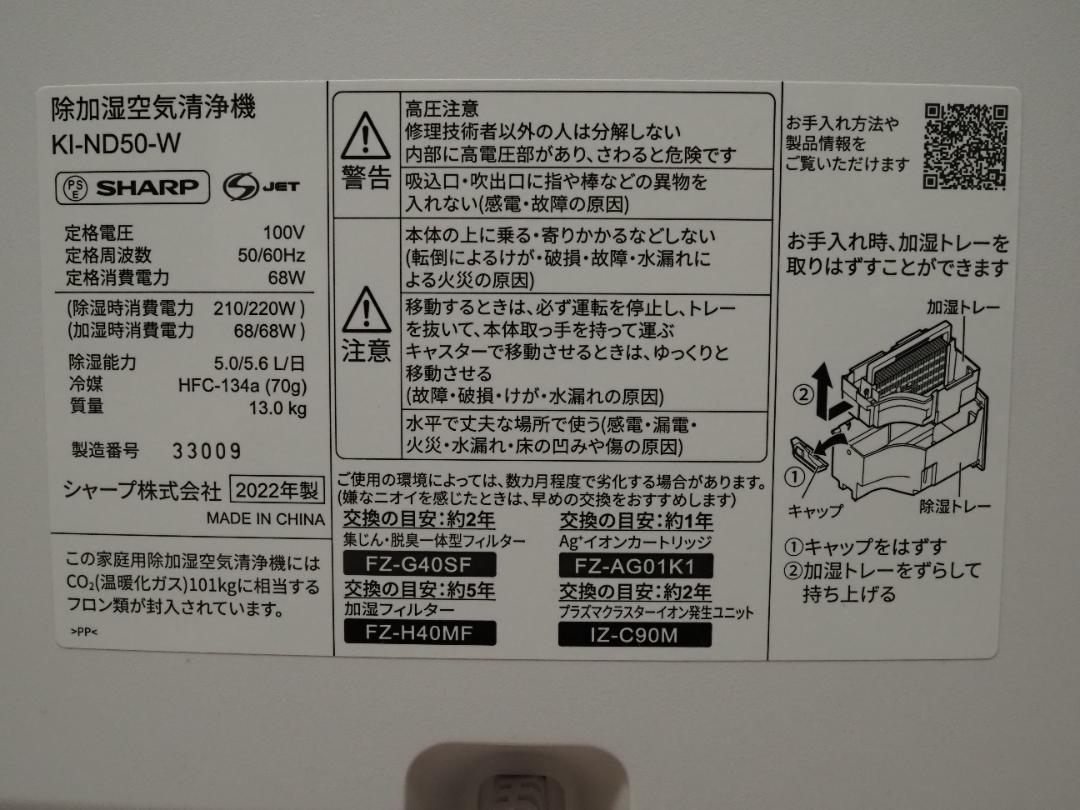 除加湿空気清浄機
KI-ND50-W
PS
E
SHARP
S JET
定格電圧 100V
定格周波数 50/60Hz
定格消費電力 68W
(除湿時消費電力 210/220W )
(加湿時消費電力 68/68W )
除湿能力 5.0/5.6 L/日
冷媒 HFC-134a (70g)
質量 13.0 kg
製造番号 33009
シャープ株式会社 2022年製
MADE IN CHINA
この家庭用除加湿空気清浄機には
CO₂(温暖化ガス)101kgに相当する
フロン類が封入されています。
>PP<
警告
高圧注意
修理技術者以外の人は分解しない
内部に高電圧部があり、さわると危険です
吸込口・吹出口に指や棒などの異物を
入れない(感電・故障の原因)
注意
本体の上に乗る・寄りかかるなどしない
(転倒によるけが・破損・故障・水漏れに
よる火災の原因)
移動するときは、必ず運転を停止し、トレー
を抜いて、本体取っ手を持って運ぶ
キャスターで移動させるときは、ゆっくりと
移動させる
(故障・破損・けが・水漏れの原因)
水平で丈夫な場所で使う(感電・漏電・
火災・水漏れ・床の凹みや傷の原因)
ご使用の環境によっては、数カ月程度で劣化する場合があります。
(嫌なニオイを感じたときは、早めの交換をおすすめします)
交換の目安:約2年
集じん・脱臭一体型フィルター
FZ-G40SF
交換の目安:約5年
加湿フィルター
FZ-H40MF
交換の目安:約1年
Ag⁺イオンカートリッジ
FZ-AG01K1
交換の目安:約2年
プラズマクラスターイオン発生ユニット
IZ-C90M
お手入れ方法や
製品情報を
ご覧いただけます
お手入れ時、加湿トレーを
取りはずすことができます
加湿トレー
②
①
キャップ
除湿トレー
①キャップをはずす
②加湿トレーをずらして
持ち上げる